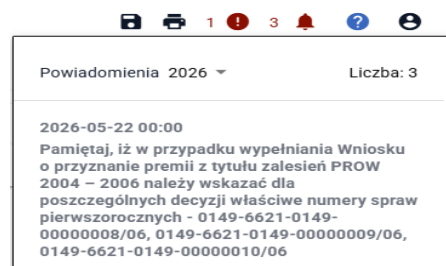 1 3
Powiadomienia 2026 Liczba: 3
2026-05-22 00:00
Pamiętaj, iż w przypadku wypełniania Wniosku
o przyznanie premii z tytułu zalesień PROW
2004 – 2006 należy wskazać dla
poszczególnych decyzji właściwe numery spraw
pierwszorocznych - 0149-6621-0149-
00000008/06, 0149-6621-0149-00000009/06,
0149-6621-0149-00000010/06